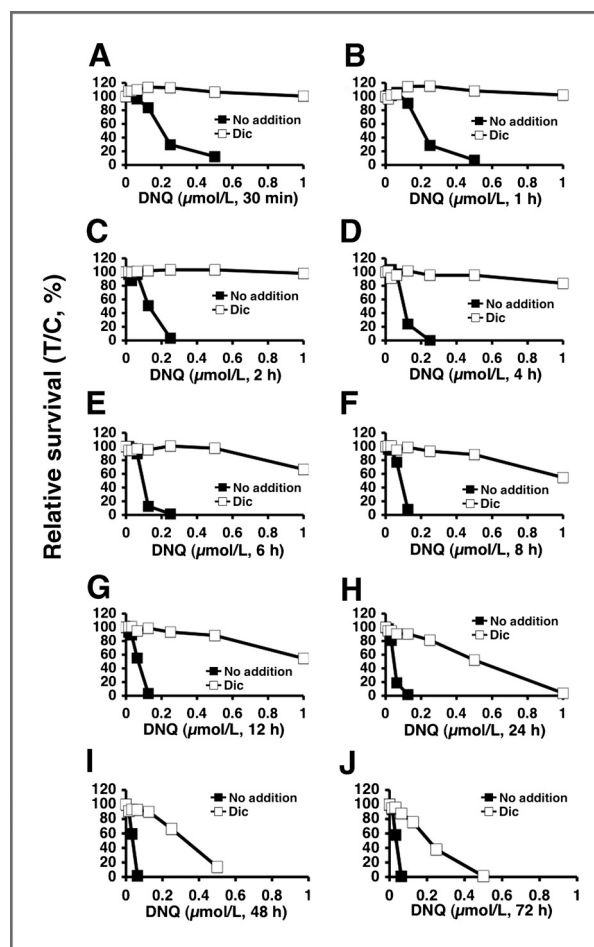 A
120
100
80
60
40
20
0
No addition
Dic
0 0.2 0.4 0.6 0.8 1
DNQ (µmol/L, 30 min)
B
120
100
80
60
40
20
0
No addition
Dic
0 0.2 0.4 0.6 0.8 1
DNQ (µmol/L, 1 h)
C
120
100
80
60
40
20
0
No addition
Dic
0 0.2 0.4 0.6 0.8 1
DNQ (µmol/L, 2 h)
D
120
100
80
60
40
20
0
No addition
Dic
0 0.2 0.4 0.6 0.8 1
DNQ (µmol/L, 4 h)
Relative survival (T/C, %)
E
120
100
80
60
40
20
0
No addition
Dic
0 0.2 0.4 0.6 0.8 1
DNQ (µmol/L, 6 h)
F
120
100
80
60
40
20
0
No addition
Dic
0 0.2 0.4 0.6 0.8 1
DNQ (µmol/L, 8 h)
G
120
100
80
60
40
20
0
No addition
Dic
0 0.2 0.4 0.6 0.8 1
DNQ (µmol/L, 12 h)
H
120
100
80
60
40
20
0
No addition
Dic
0 0.2 0.4 0.6 0.8 1
DNQ (µmol/L, 24 h)
I
120
100
80
60
40
20
0
No addition
Dic
0 0.2 0.4 0.6 0.8 1
DNQ (µmol/L, 48 h)
J
120
100
80
60
40
20
0
No addition
Dic
0 0.2 0.4 0.6 0.8 1
DNQ (µmol/L, 72 h)